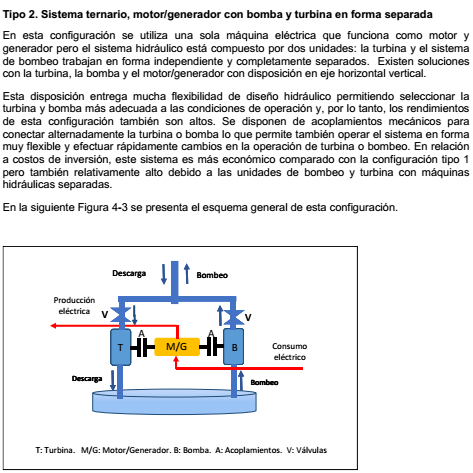 Tipo 2. Sistema ternario, motor/generador con bomba y turbina en forma separada
En esta configuración se utiliza una sola máquina eléctrica que funciona como motor y
generador pero el sistema hidráulico está compuesto por dos unidades: la turbina y el sistema
de bombeo trabajan en forma independiente y completamente separados. Existen soluciones
con la turbina, la bomba y el motor/generador con disposición en eje horizontal vertical.
Esta disposición entrega mucha flexibilidad de diseño hidráulico permitiendo seleccionar la
turbina y bomba más adecuada a las condiciones de operación y, por lo tanto, los rendimientos
de esta configuración también son altos. Se disponen de acoplamientos mecánicos para
conectar alternadamente la turbina o bomba lo que permite también operar el sistema en forma
muy flexible y efectuar rápidamente cambios en la operación de turbina o bombeo. En relación
a costos de inversión, este sistema es más económico comparado con la configuración tipo 1
pero también relativamente alto debido a las unidades de bombeo y turbina con máquinas
hidráulicas separadas.
En la siguiente Figura 4-3 se presenta el esquema general de esta configuración.
Descarga
Bombeo
Producción
eléctrica
V
V
A
A
T
M/G
B
Consumo
eléctrico
Descarga
Bombeo
T: Turbina. M/G: Motor/Generador. B: Bomba. A: Acoplamientos. V: Válvulas